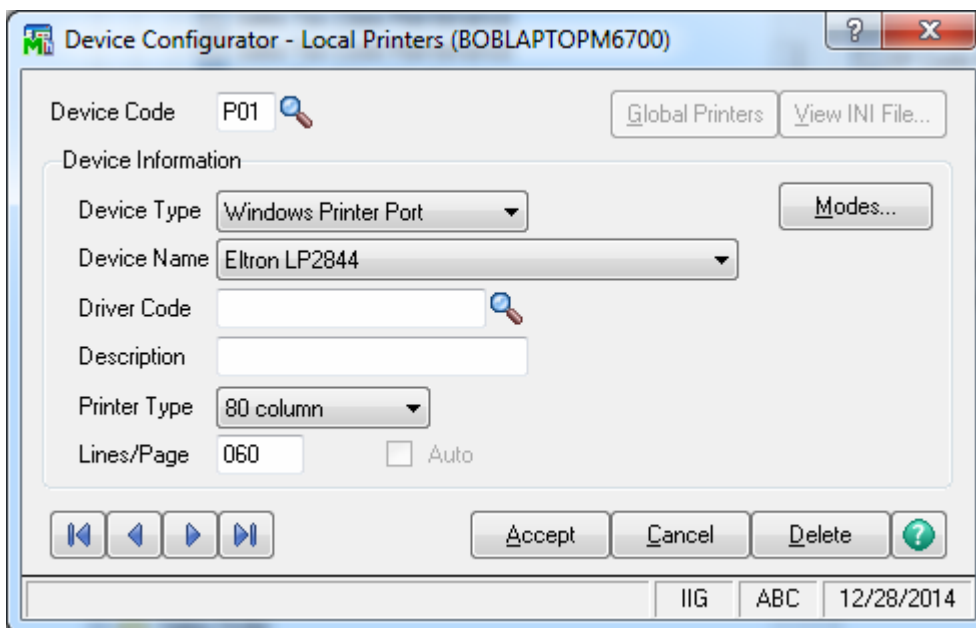 Device Configurator - Local Printers (BOBLAPTOPM6700)
Device Code P01 Global Printers View INI File...
Device Information
Device Type Windows Printer Port Modes...
Device Name Eltron LP2844
Driver Code
Description
Printer Type 80 column
Lines/Page 060 Auto
Accept Cancel Delete
IIG ABC 12/28/2014